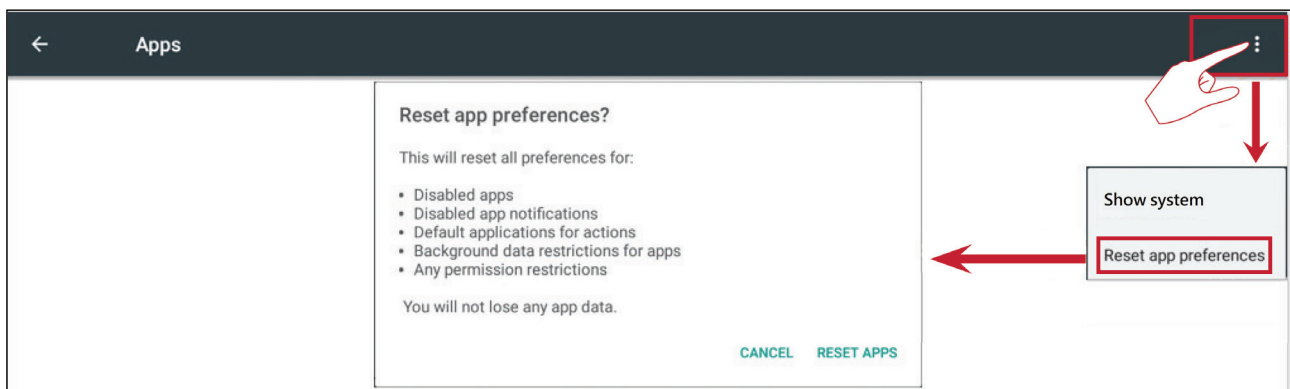 Apps
Reset app preferences?
This will reset all preferences for:
• Disabled apps
• Disabled app notifications
• Default applications for actions
• Background data restrictions for apps
• Any permission restrictions
You will not lose any app data.
CANCEL RESET APPS
Show system
Reset app preferences